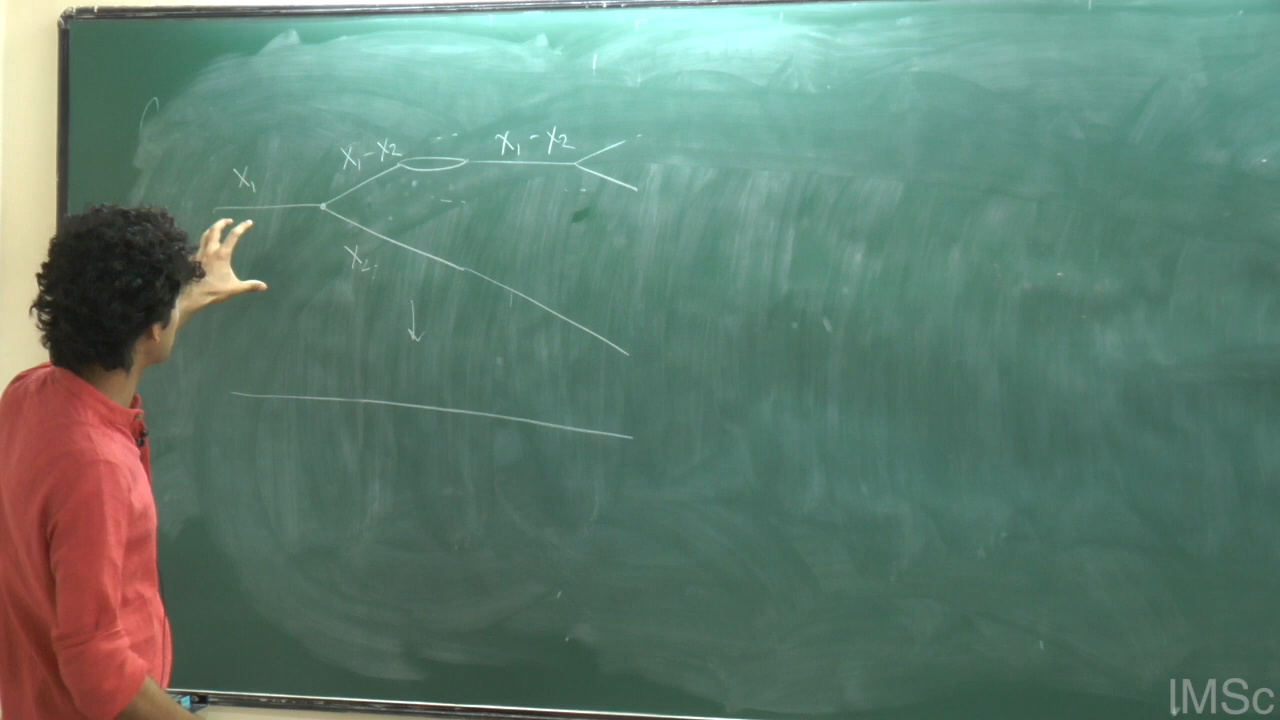 X₁ - X₂
X₁ - X₂
X₁
X₂
IMSc